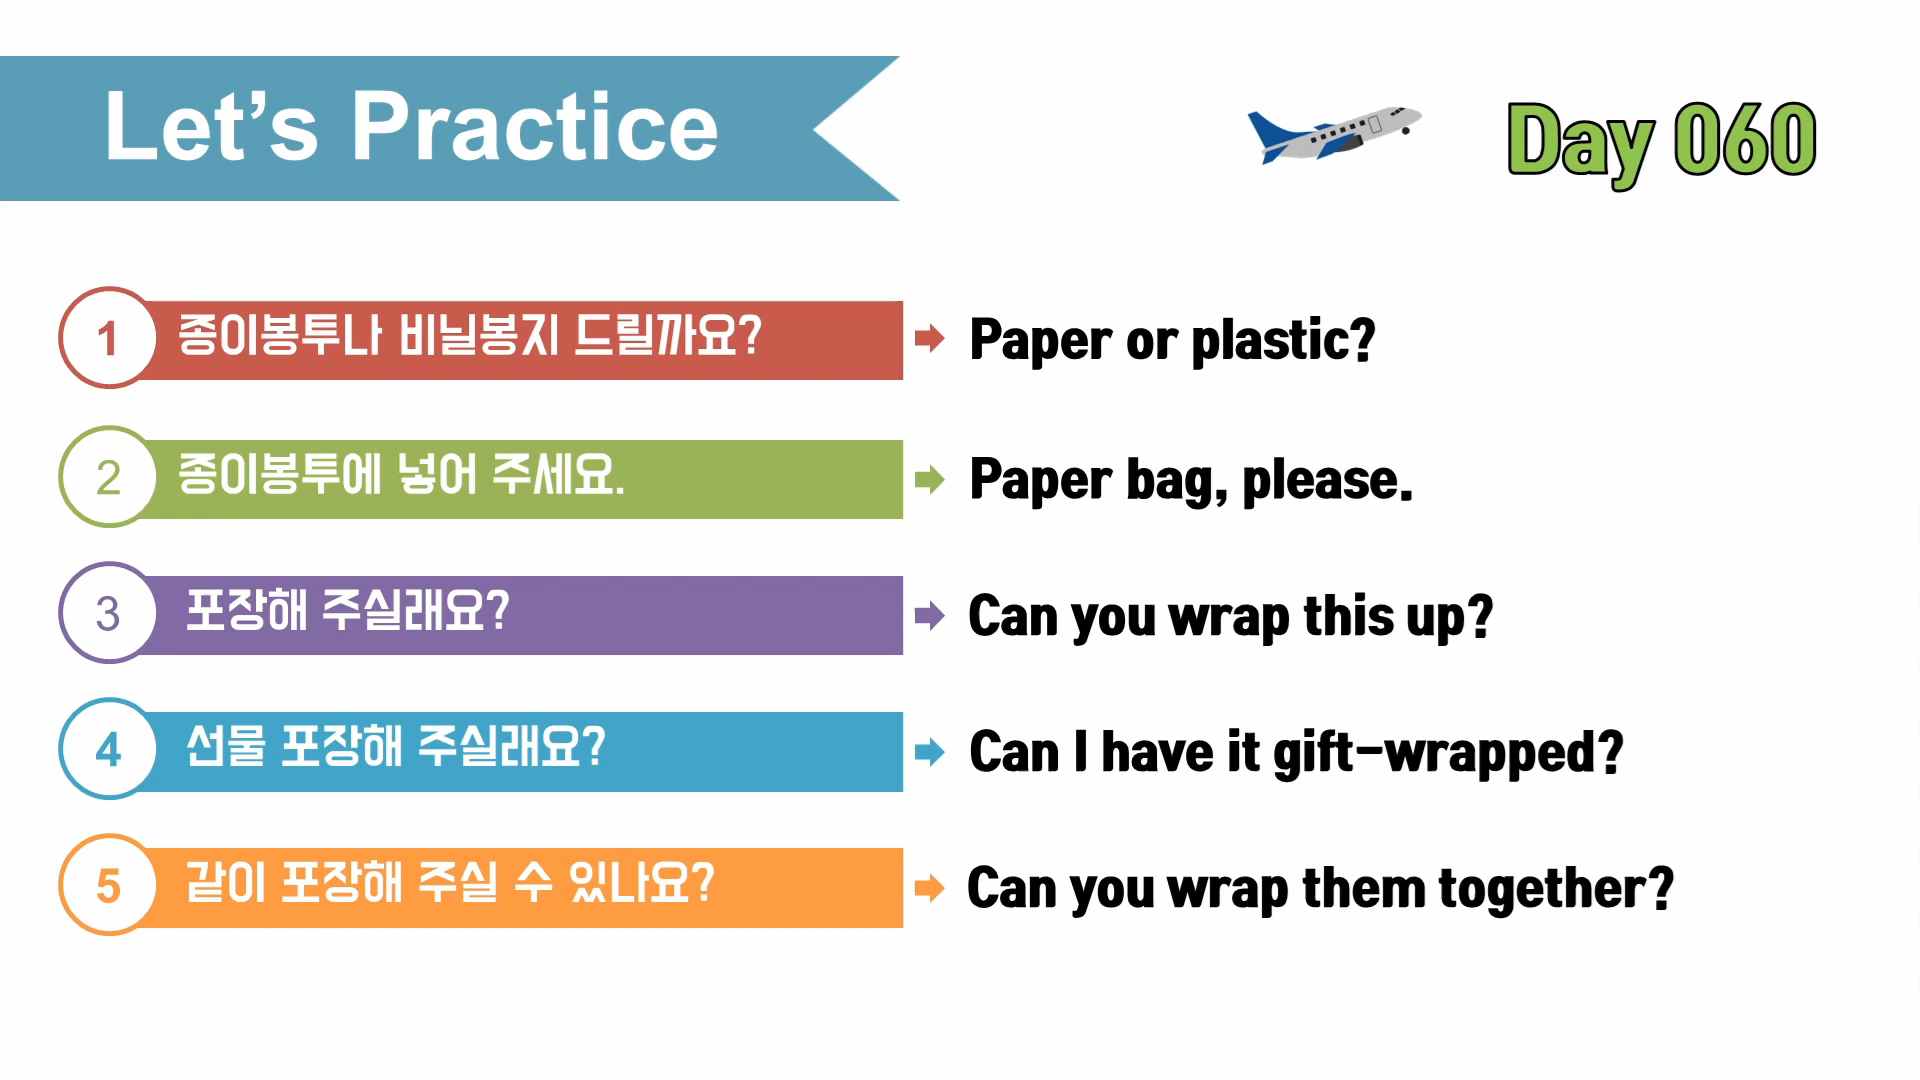 Let’s Practice
Day 060
1 종이봉투나 비닐봉지 드릴까요? Paper or plastic?
2 종이봉투에 넣어 주세요. Paper bag, please.
3 포장해 주실래요? Can you wrap this up?
4 선물 포장해 주실래요? Can I have it gift-wrapped?
5 같이 포장해 주실 수 있나요? Can you wrap them together?